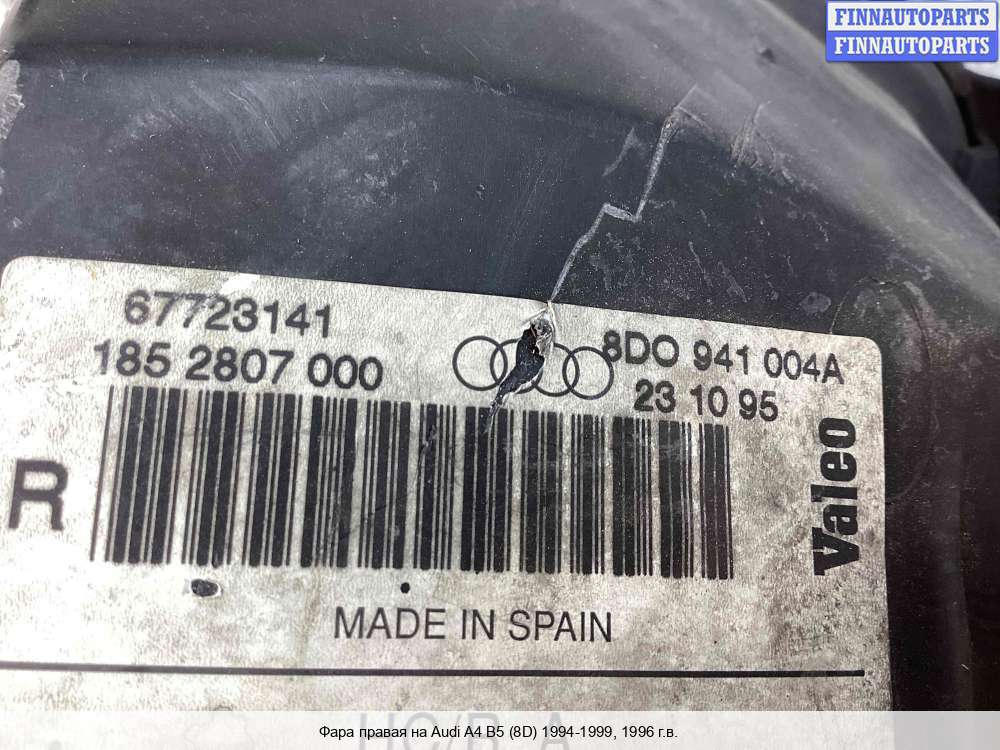 FINNAUTOPARTS
FINNAUTOPARTS
67723141
185 2807 000
8DO 941 004A
23 10 95
R
Valeo
MADE IN SPAIN
Фара правая на Audi A4 B5 (8D) 1994-1999, 1996 г.в.